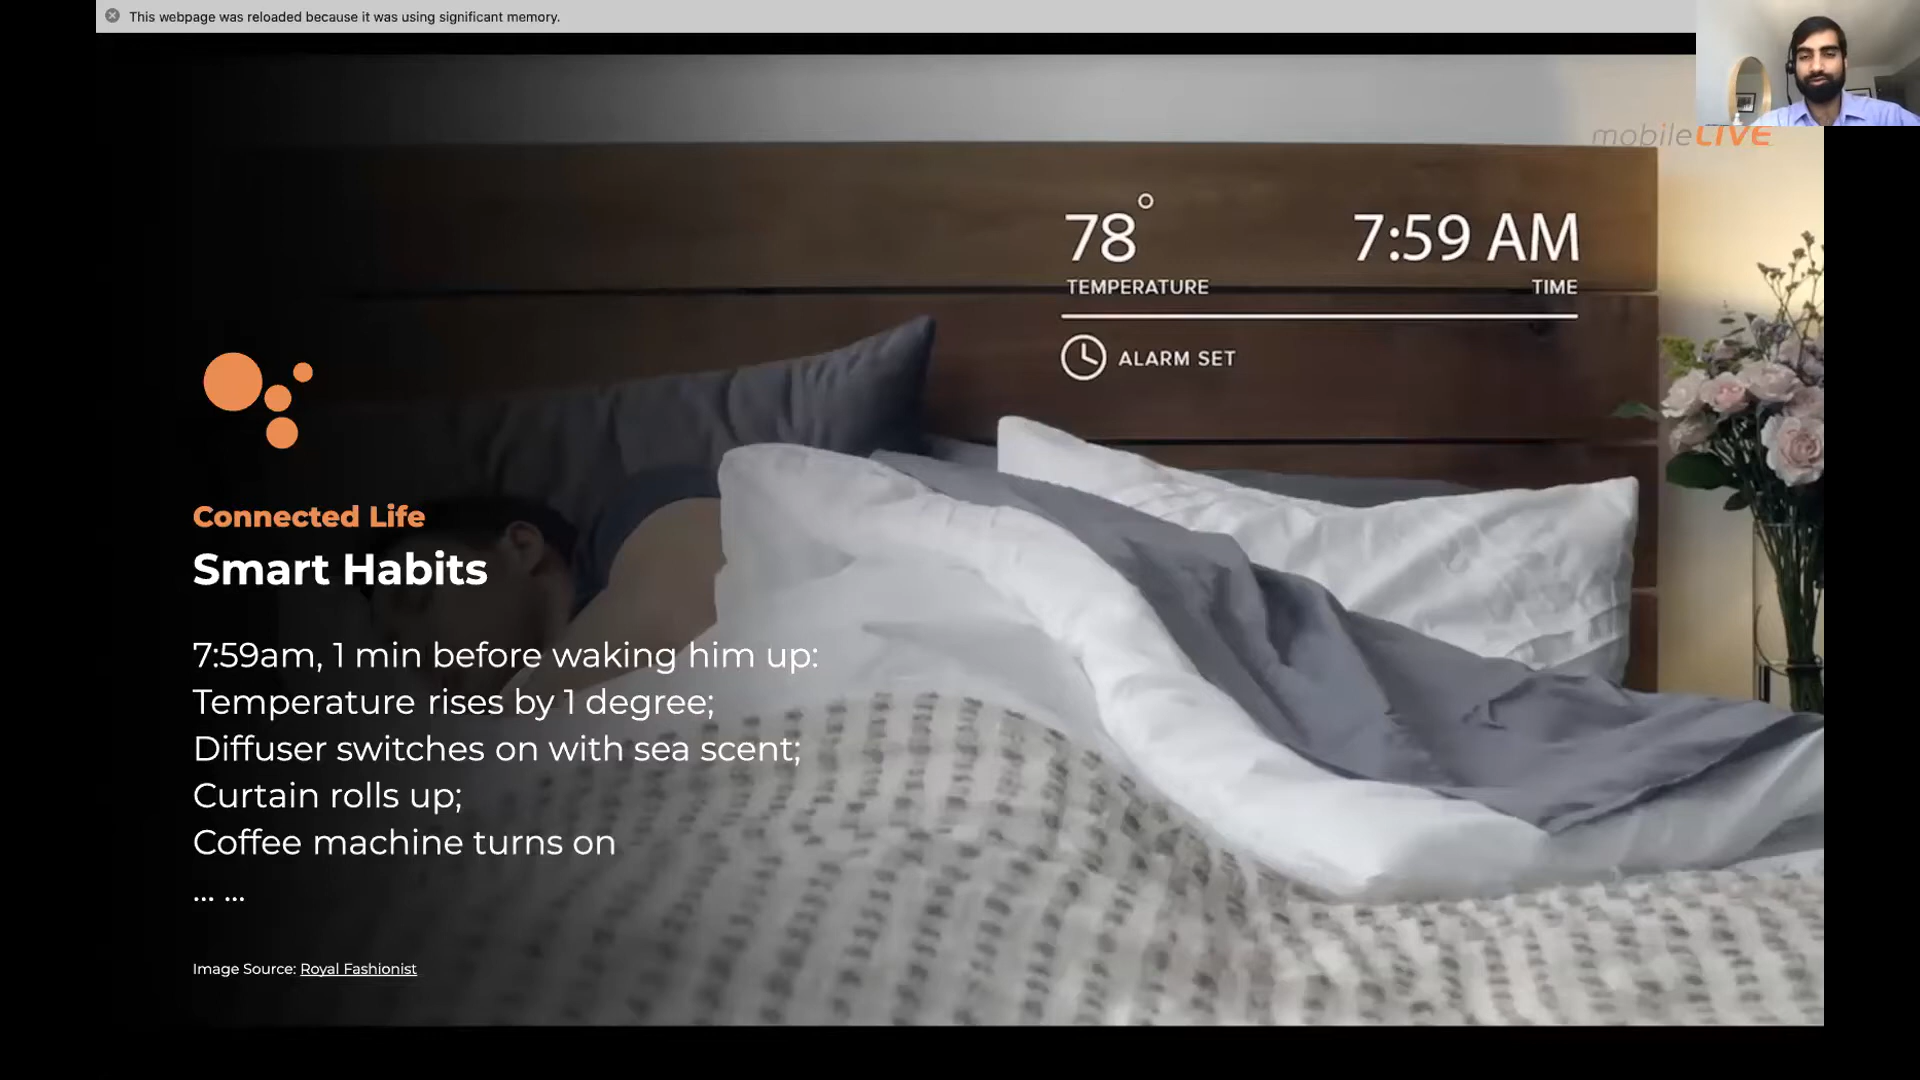 This webpage was reloaded because it was using significant memory.
mobileLIVE
78°
7:59 AM
TEMPERATURE
TIME
ALARM SET
Connected Life
Smart Habits
7:59am, 1 min before waking him up:
Temperature rises by 1 degree;
Diffuser switches on with sea scent;
Curtain rolls up;
Coffee machine turns on
... ...
Image Source: Royal Fashionist